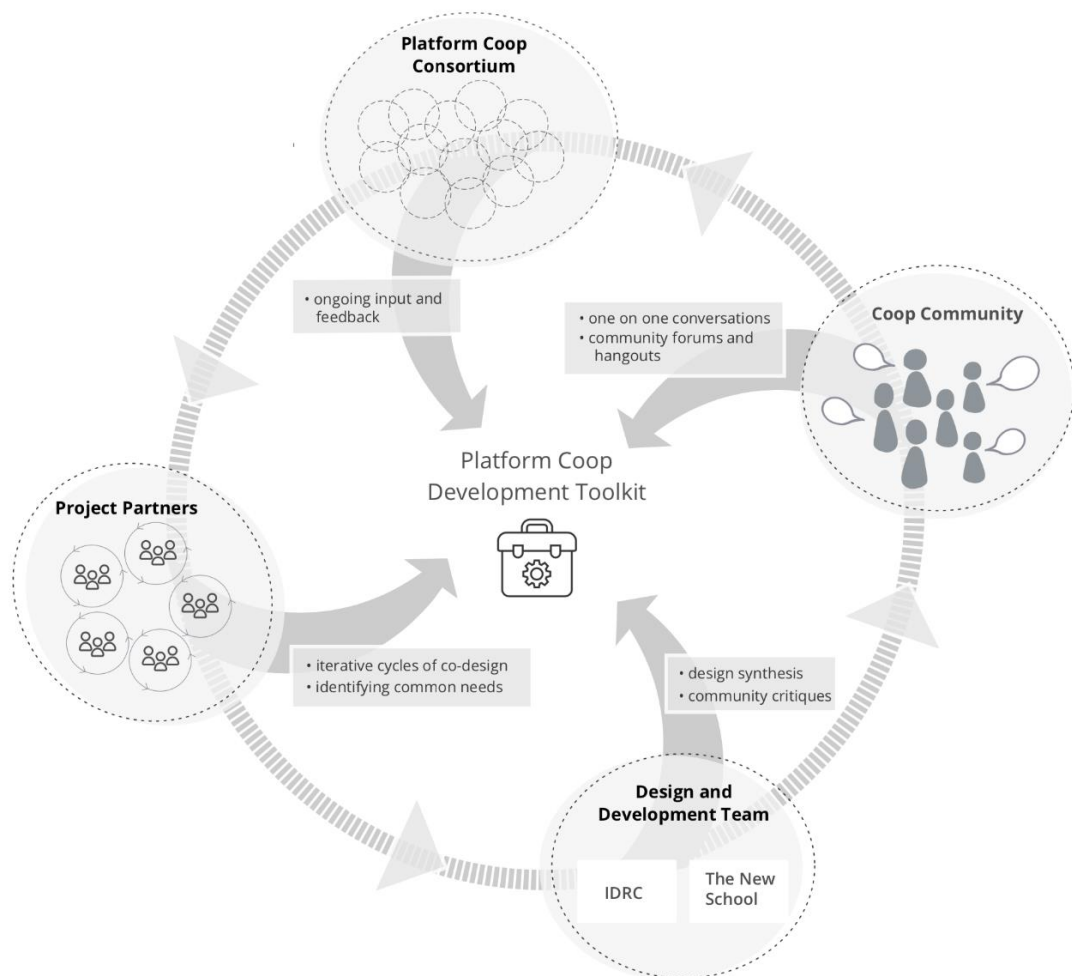 Platform Coop
Consortium
• ongoing input and
feedback
• one on one conversations
• community forums and
hangouts
Coop Community
Platform Coop
Development Toolkit
Project Partners
• iterative cycles of co-design
• identifying common needs
• design synthesis
• community critiques
Design and
Development Team
IDRC
The New
School